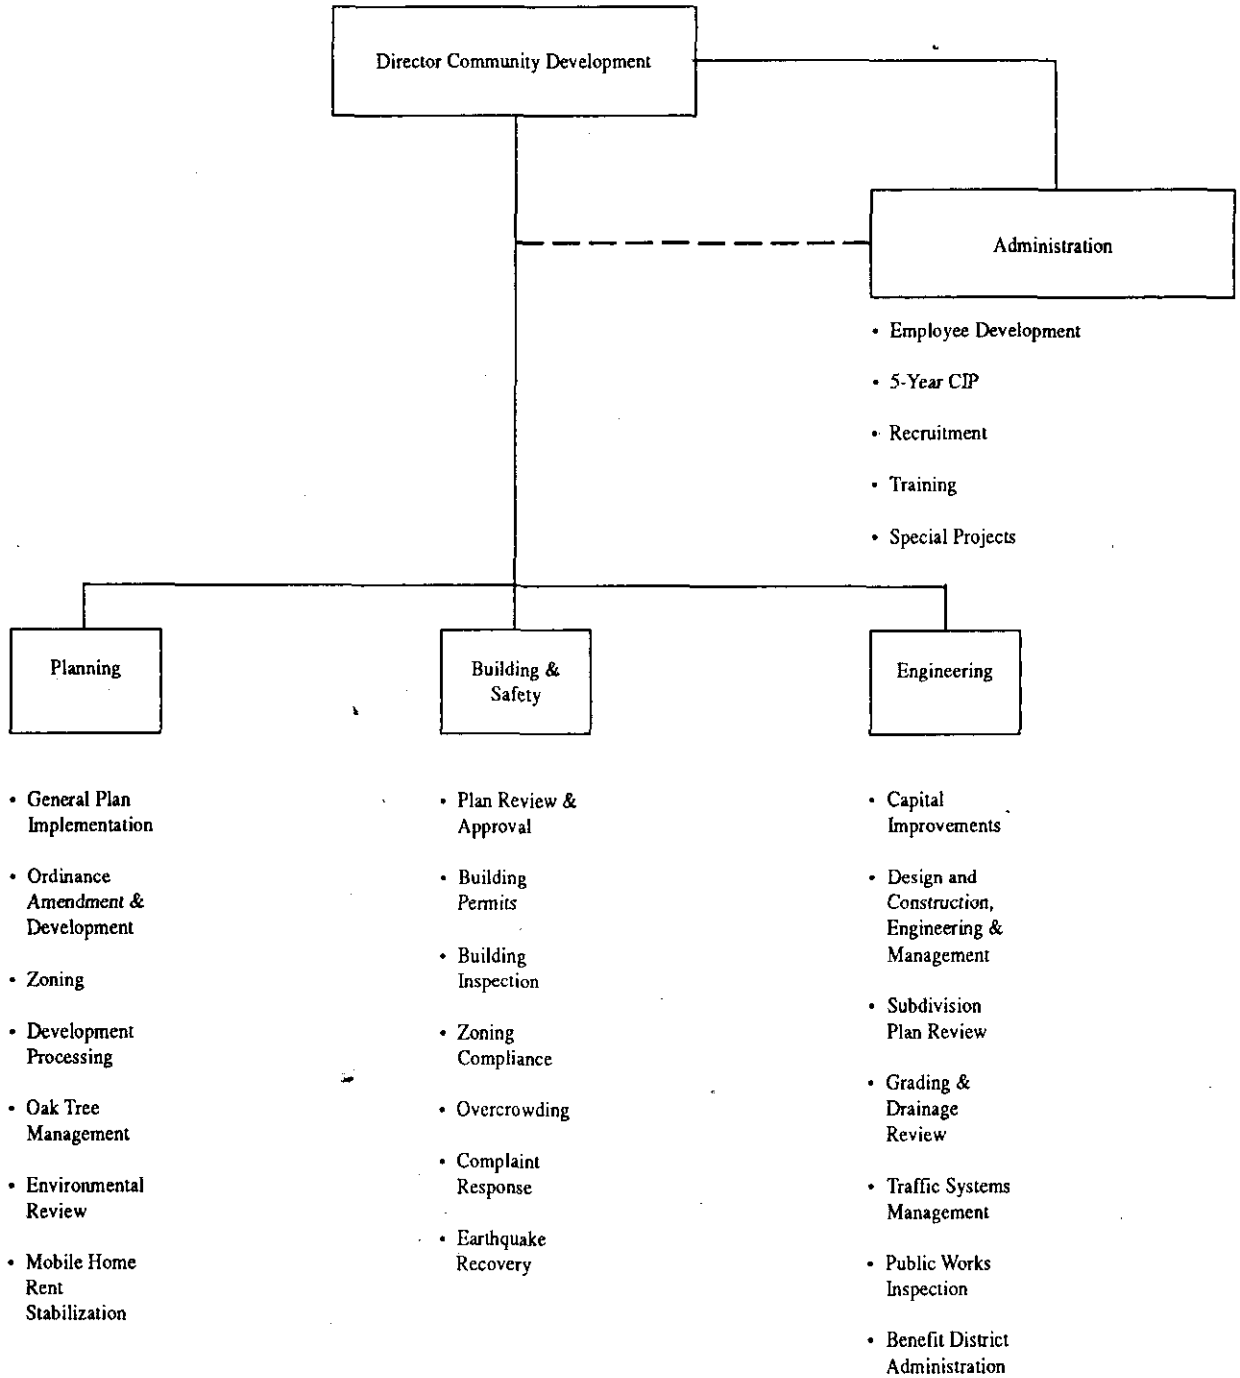 Director Community Development
Administration
• Employee Development
• 5-Year CIP
• Recruitment
• Training
• Special Projects
Planning
• General Plan
Implementation
• Ordinance
Amendment &
Development
• Zoning
• Development
Processing
• Oak Tree
Management
• Environmental
Review
• Mobile Home
Rent
Stabilization
Building &
Safety
• Plan Review &
Approval
• Building
Permits
• Building
Inspection
• Zoning
Compliance
• Overcrowding
• Complaint
Response
• Earthquake
Recovery
Engineering
• Capital
Improvements
• Design and
Construction,
Engineering &
Management
• Subdivision
Plan Review
• Grading &
Drainage
Review
• Traffic Systems
Management
• Public Works
Inspection
• Benefit District
Administration